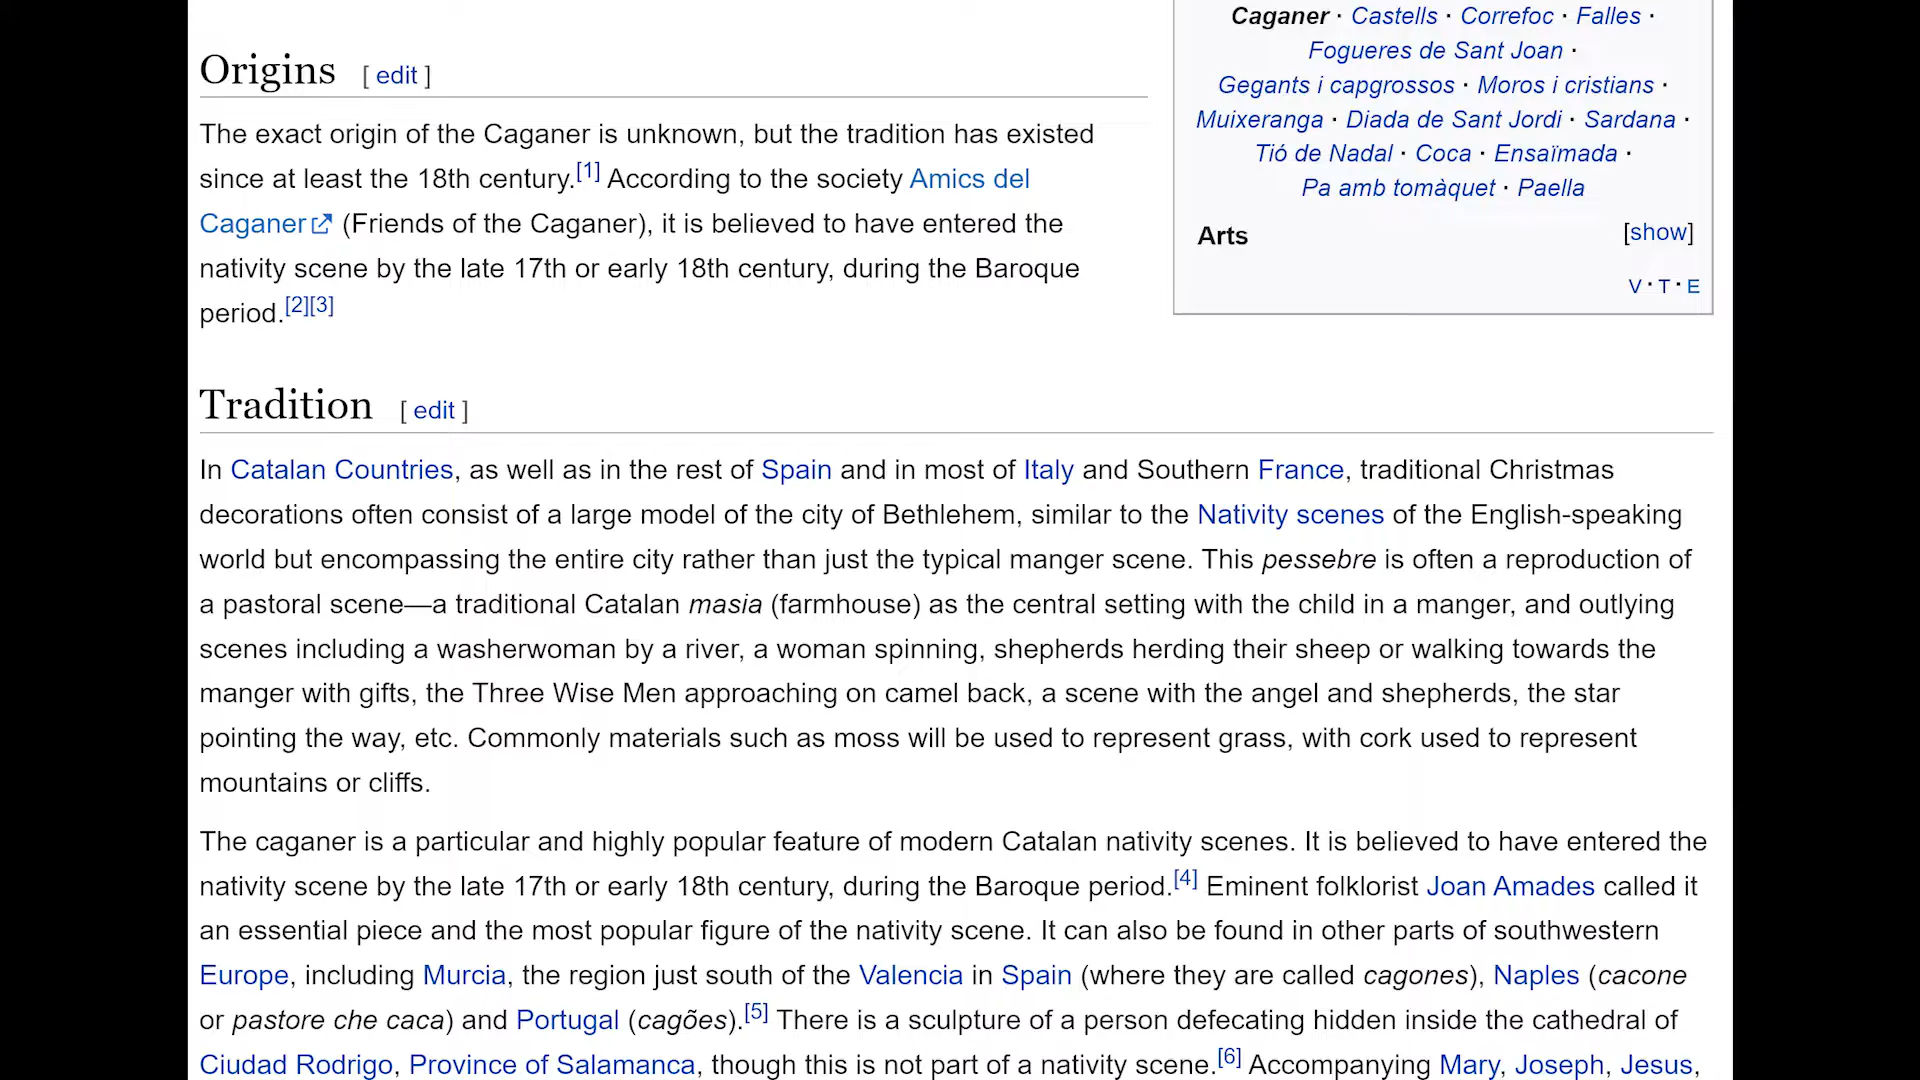 Caganer · Castells · Correfoc · Falles ·
Fogueres de Sant Joan ·
Gegants i capgrossos · Moros i cristians ·
Muixeranga · Diada de Sant Jordi · Sardana ·
Tió de Nadal · Coca · Ensaïmada ·
Pa amb tomàquet · Paella
Arts [show]
V · T · E
Origins [ edit ]
The exact origin of the Caganer is unknown, but the tradition has existed
since at least the 18th century.[1] According to the society Amics del
Caganer (Friends of the Caganer), it is believed to have entered the
nativity scene by the late 17th or early 18th century, during the Baroque
period.[2][3]
Tradition [ edit ]
In Catalan Countries, as well as in the rest of Spain and in most of Italy and Southern France, traditional Christmas
decorations often consist of a large model of the city of Bethlehem, similar to the Nativity scenes of the English-speaking
world but encompassing the entire city rather than just the typical manger scene. This pessebre is often a reproduction of
a pastoral scene—a traditional Catalan masia (farmhouse) as the central setting with the child in a manger, and outlying
scenes including a washerwoman by a river, a woman spinning, shepherds herding their sheep or walking towards the
manger with gifts, the Three Wise Men approaching on camel back, a scene with the angel and shepherds, the star
pointing the way, etc. Commonly materials such as moss will be used to represent grass, with cork used to represent
mountains or cliffs.
The caganer is a particular and highly popular feature of modern Catalan nativity scenes. It is believed to have entered the
nativity scene by the late 17th or early 18th century, during the Baroque period.[4] Eminent folklorist Joan Amades called it
an essential piece and the most popular figure of the nativity scene. It can also be found in other parts of southwestern
Europe, including Murcia, the region just south of the Valencia in Spain (where they are called cagones), Naples (cacone
or pastore che caca) and Portugal (cagões).[5] There is a sculpture of a person defecating hidden inside the cathedral of
Ciudad Rodrigo, Province of Salamanca, though this is not part of a nativity scene.[6] Accompanying Mary, Joseph, Jesus,